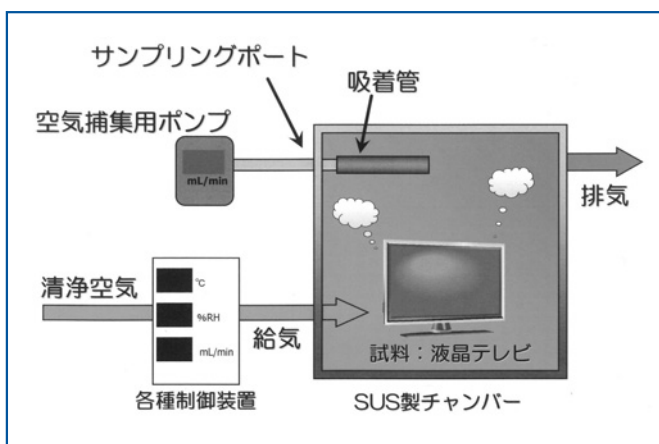 サンプリングポート
吸着管
空気捕集用ポンプ
mL/min
排気
清浄空気
℃
%RH
mL/min
給気
試料：液晶テレビ
各種制御装置
SUS製チャンバー